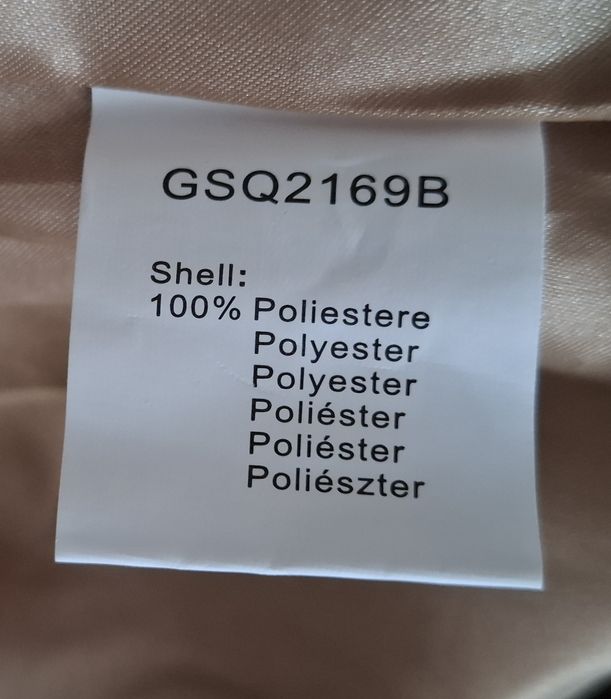 GSQ2169B
Shell:
100% Poliestere
Polyester
Polyester
Poliéster
Poliéster
Poliészter